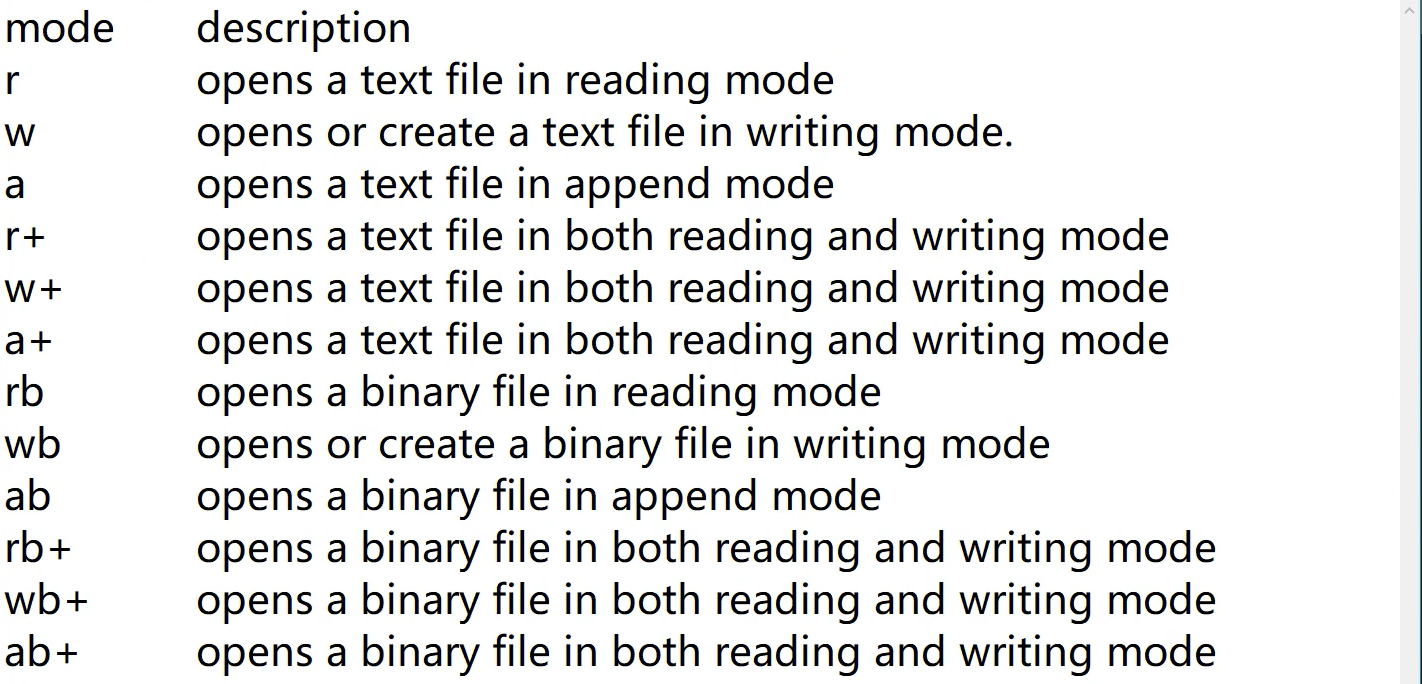 mode description
r opens a text file in reading mode
w opens or create a text file in writing mode.
a opens a text file in append mode
r+ opens a text file in both reading and writing mode
w+ opens a text file in both reading and writing mode
a+ opens a text file in both reading and writing mode
rb opens a binary file in reading mode
wb opens or create a binary file in writing mode
ab opens a binary file in append mode
rb+ opens a binary file in both reading and writing mode
wb+ opens a binary file in both reading and writing mode
ab+ opens a binary file in both reading and writing mode